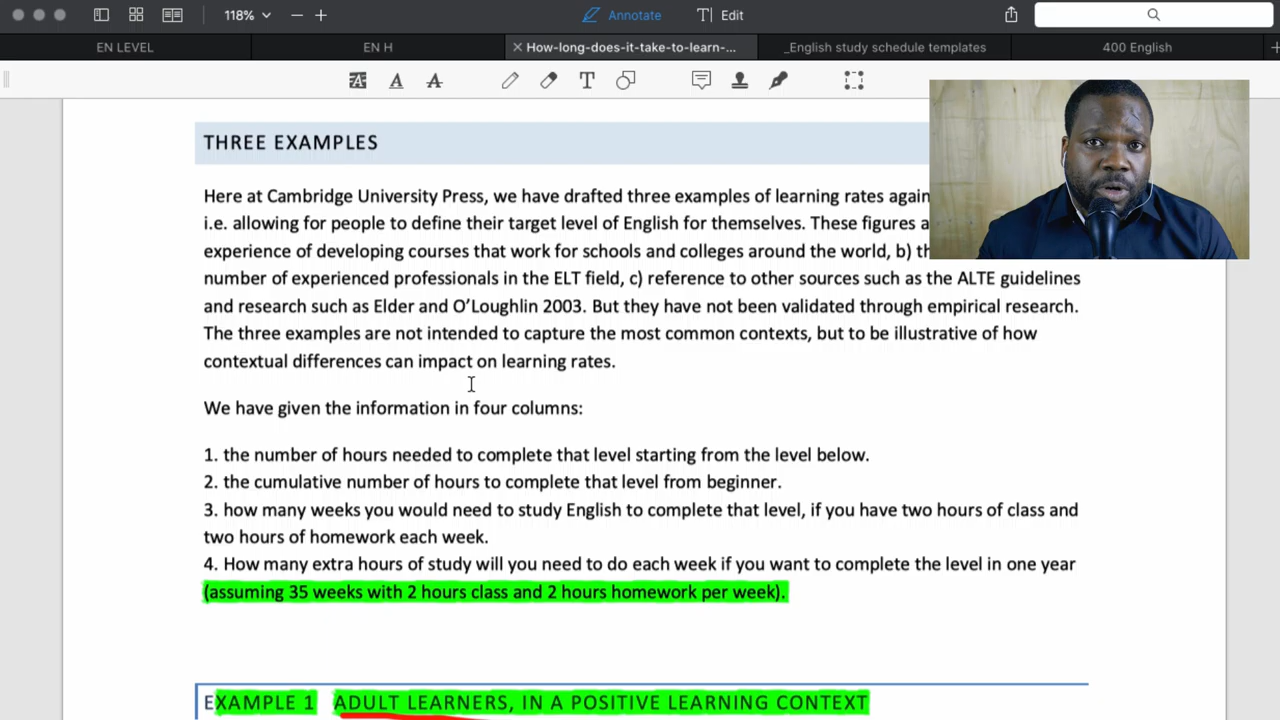 118%
Annotate
T Edit
EN LEVEL
EN H
How-long-does-it-take-to-learn-...
_English study schedule templates
400 English
THREE EXAMPLES
Here at Cambridge University Press, we have drafted three examples of learning rates again
i.e. allowing for people to define their target level of English for themselves. These figures a
experience of developing courses that work for schools and colleges around the world, b) th
number of experienced professionals in the ELT field, c) reference to other sources such as the ALTE guidelines
and research such as Elder and O’Loughlin 2003. But they have not been validated through empirical research.
The three examples are not intended to capture the most common contexts, but to be illustrative of how
contextual differences can impact on learning rates.
We have given the information in four columns:
1. the number of hours needed to complete that level starting from the level below.
2. the cumulative number of hours to complete that level from beginner.
3. how many weeks you would need to study English to complete that level, if you have two hours of class and
two hours of homework each week.
4. How many extra hours of study will you need to do each week if you want to complete the level in one year
(assuming 35 weeks with 2 hours class and 2 hours homework per week).
EXAMPLE 1 ADULT LEARNERS, IN A POSITIVE LEARNING CONTEXT